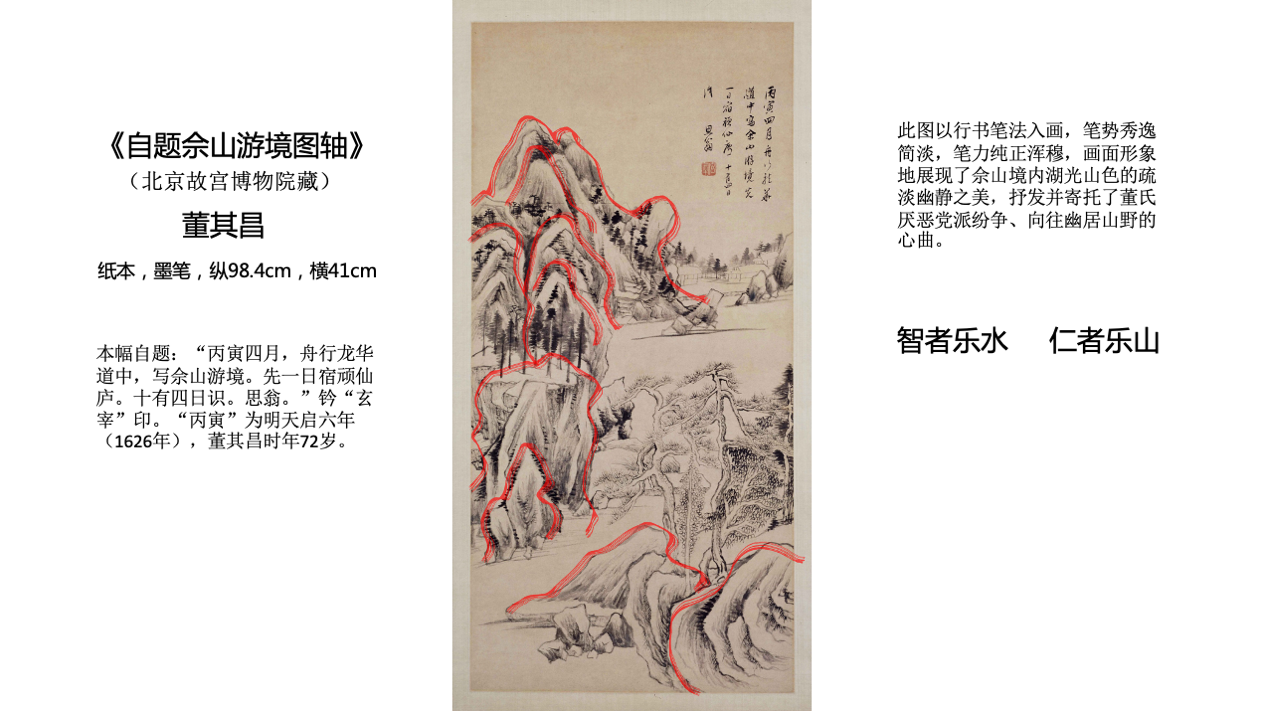 《自题佘山游境图轴》
（北京故宫博物院藏）
董其昌
纸本，墨笔，纵98.4cm，横41cm
本幅自题：“丙寅四月，舟行龙华
道中，写佘山游境。先一日宿顽仙
庐。十有四日识。思翁。”钤“玄
宰”印。“丙寅”为明天启六年
（1626年），董其昌时年72岁。
丙寅四月舟行龍華
道中寫佘山游境先
一日宿頑仙廬十有四日
識 思翁
此图以行书笔法入画，笔势秀逸
简淡，笔力纯正浑穆，画面形象
地展现了佘山境内湖光山色的疏
淡幽静之美，抒发并寄托了董氏
厌恶党派纷争、向往幽居山野的
心曲。
智者乐水 仁者乐山